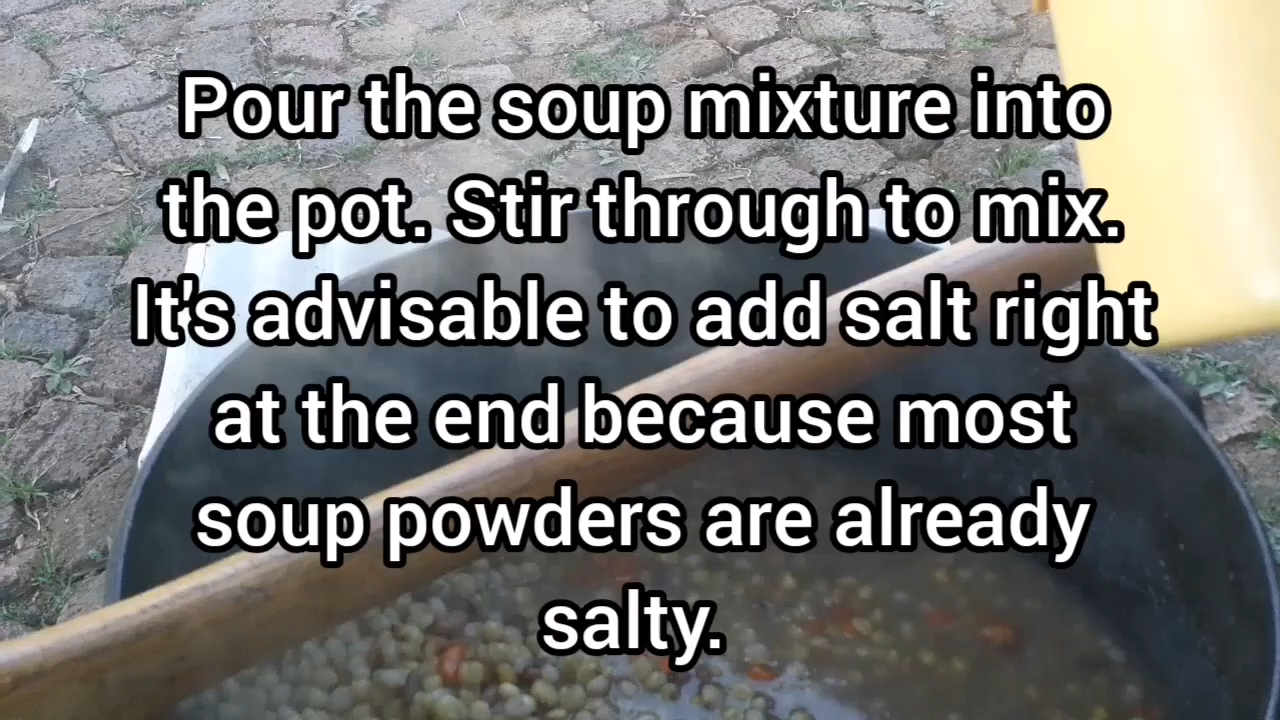 Pour the soup mixture into
the pot. Stir through to mix.
It's advisable to add salt right
at the end because most
soup powders are already
salty.